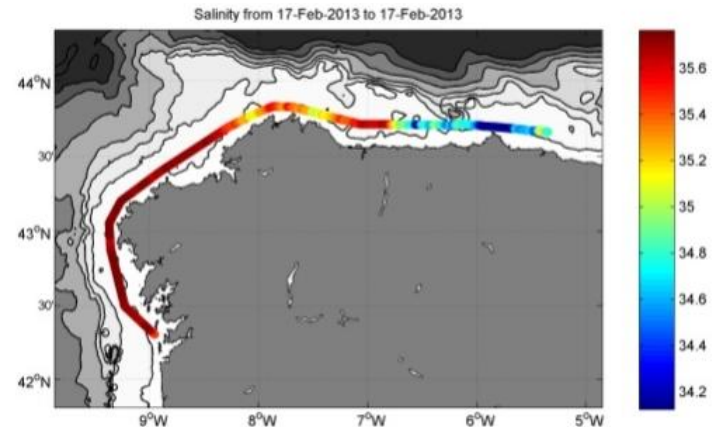 Salinity from 17-Feb-2013 to 17-Feb-2013
44°N
30'
43°N
30'
42°N
9°W
8°W
7°W
6°W
5°W
35.6
35.4
35.2
35
34.8
34.6
34.4
34.2